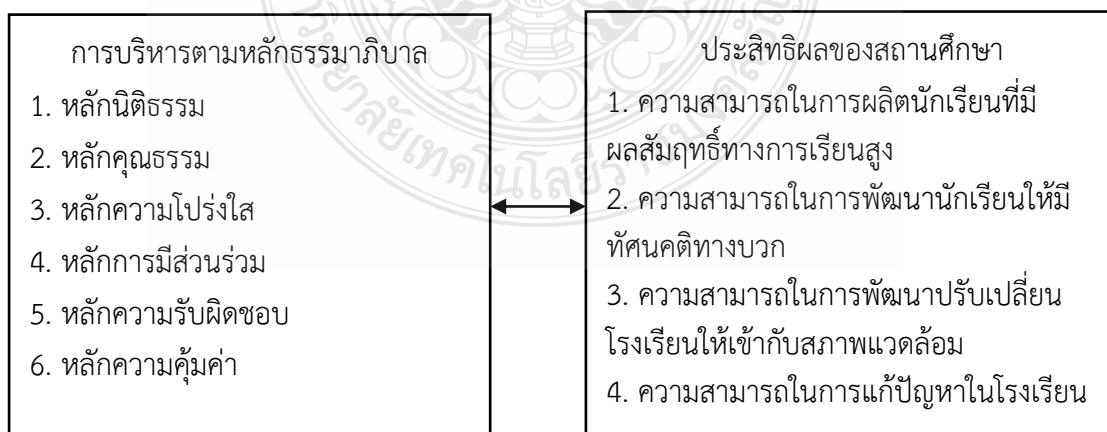 การบริหารตามหลักธรรมาภิบาล
1. หลักนิติธรรม
2. หลักคุณธรรม
3. หลักความโปร่งใส
4. หลักการมีส่วนร่วม
5. หลักความรับผิดชอบ
6. หลักความคุ้มค่า
ประสิทธิผลของสถานศึกษา
1. ความสามารถในการผลิตนักเรียนที่มี
ผลสัมฤทธิ์ทางการเรียนสูง
2. ความสามารถในการพัฒนานักเรียนให้มี
ทัศนคติทางบวก
3. ความสามารถในการพัฒนาปรับเปลี่ยน
โรงเรียนให้เข้ากับสภาพแวดล้อม
4. ความสามารถในการแก้ปัญหาในโรงเรียน